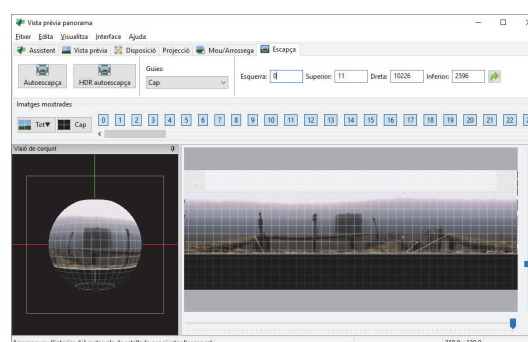 Vista prèvia panorama
Fitxer Edita Visualitza Interface Ajuda
Assistent Vista prèvia Disposició Projecció Mou/Arrossega Escapça
Guies:
Autoescapça HDR autoescapça Cap Esquerra: 0 Superior: 11 Dreta: 10226 Inferior: 2596
Imatges mostrades
Tot Cap 0 1 2 3 4 5 6 7 8 9 10 11 12 13 14 15 16 17 18 19 20 21 22
Visió de conjunt